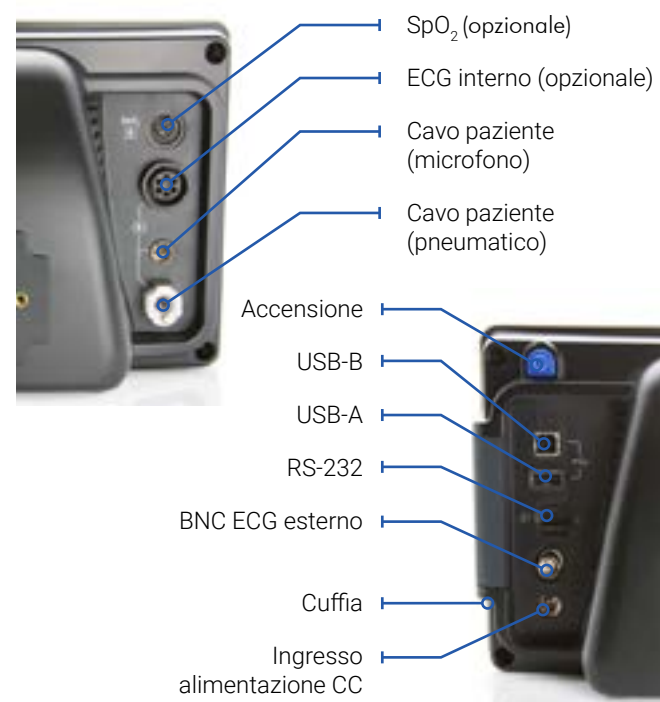 SpO2 (opzionale)
ECG interno (opzionale)
Cavo paziente
(microfono)
Cavo paziente
(pneumatico)
Accensione
USB-B
USB-A
RS-232
BNC ECG esterno
Cuffia
Ingresso
alimentazione CC